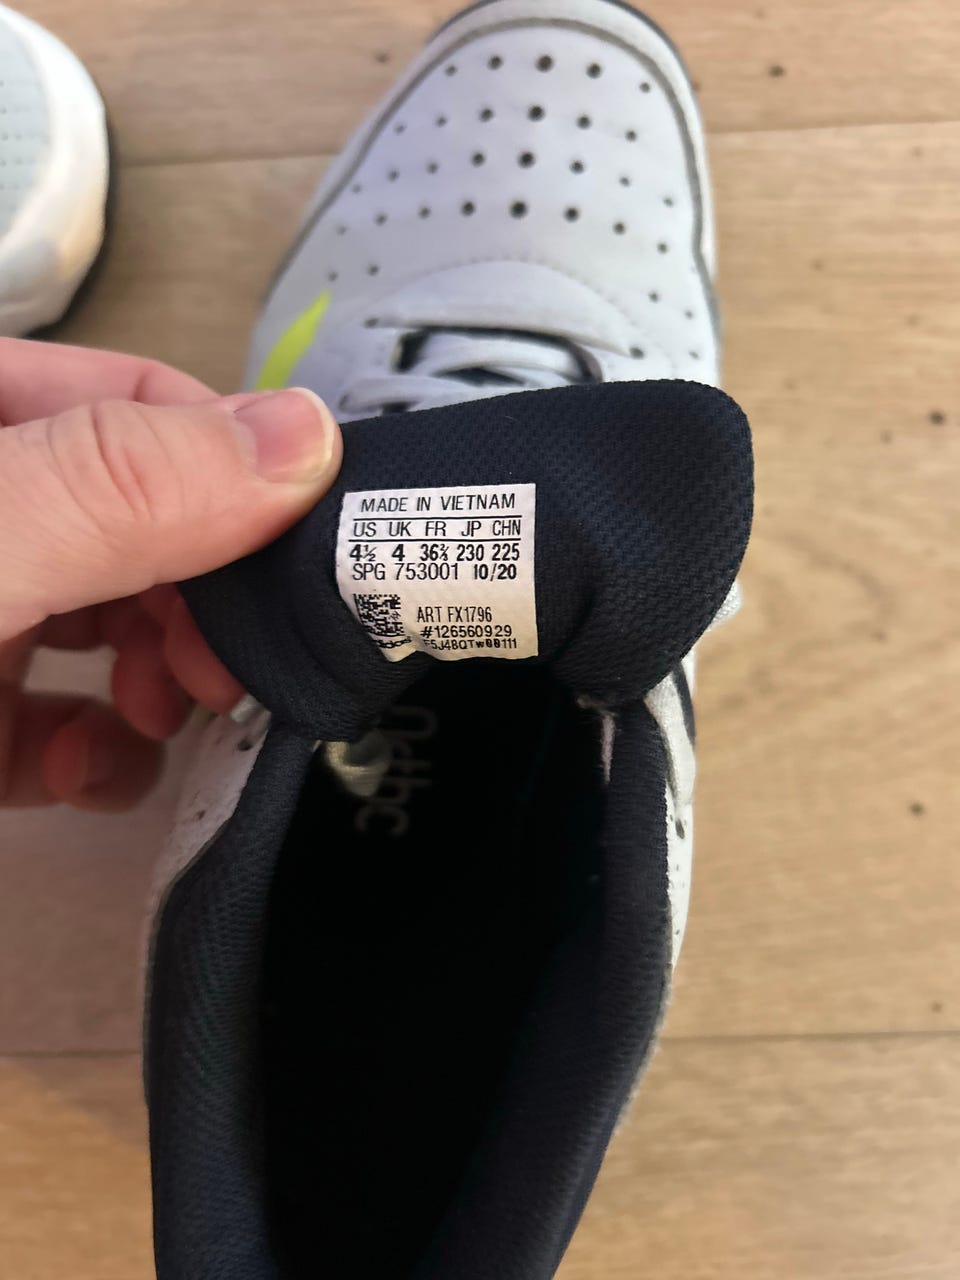 MADE IN VIETNAM
US UK FR JP CHN
4½ 4 36⅔ 230 225
SPG 753001 10/20
ART FX1796
#126560929
adidas